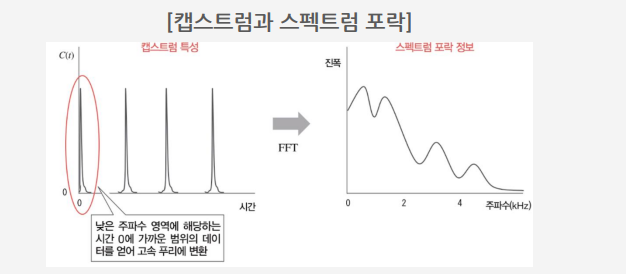 [캡스트럼과 스펙트럼 포락]
캡스트럼 특성
스펙트럼 포락 정보
C(t)
진폭
FFT
0
0
시간
0
2
4
주파수(kHz)
낮은 주파수 영역에 해당하는
시간 0에 가까운 범위의 데이
터를 얻어 고속 푸리에 변환